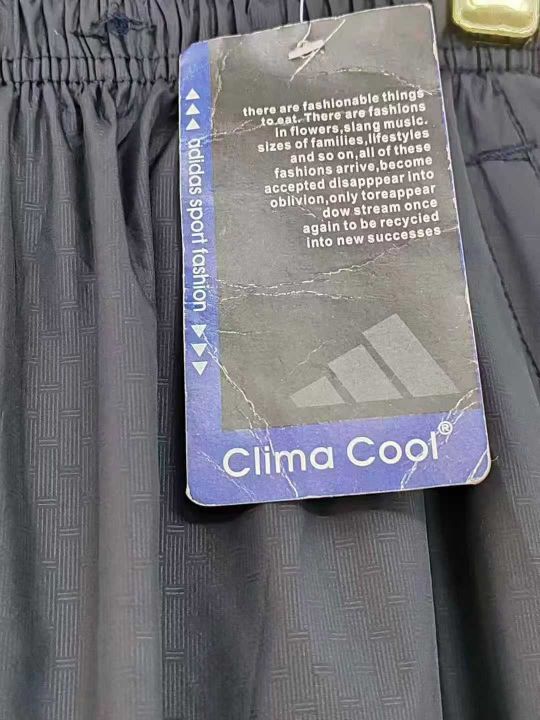 there are fashionable things
to eat. There are fashions
in flowers,slang music.
sizes of families,lifestyles
and so on,all of these
fashions arrive,become
accepted disapppear into
oblivion,only toreappear
dow stream once
again to be recycied
into new successes
adidas sport fashion
Clima Cool®